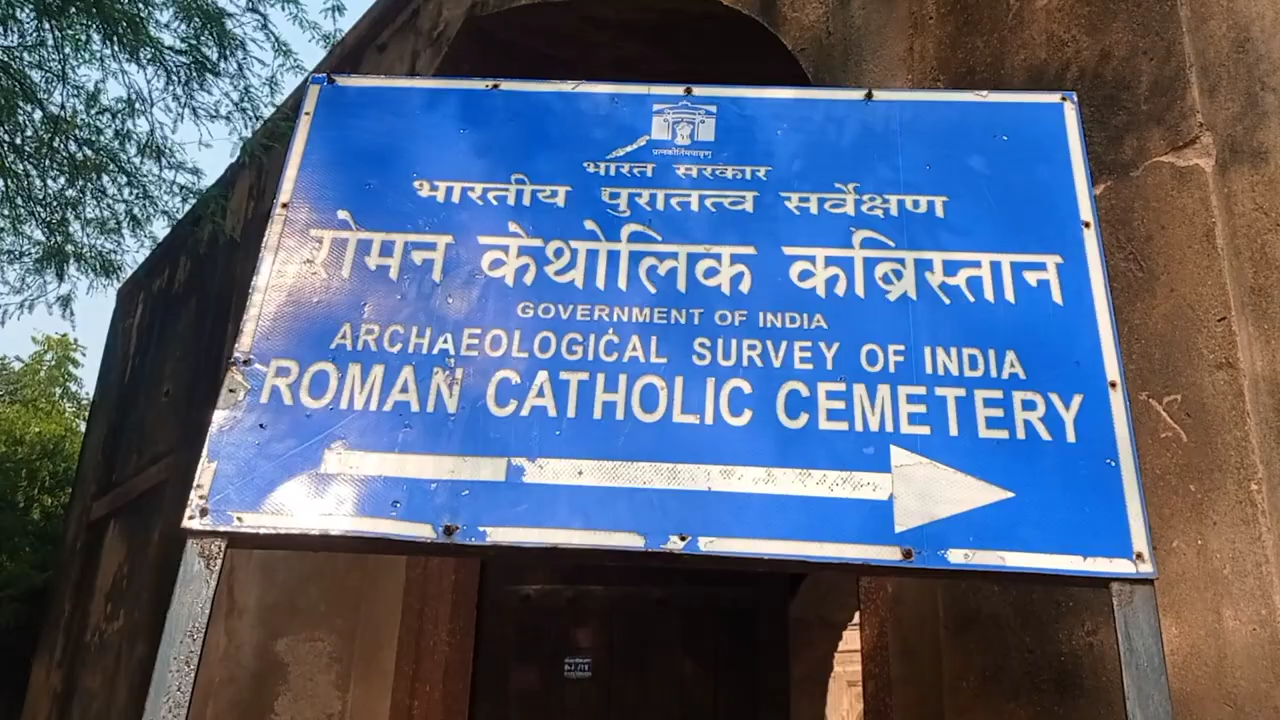 भारत सरकार
भारतीय पुरातत्व सर्वेक्षण
रोमन केथोलिक कब्रिस्तान
GOVERNMENT OF INDIA
ARCHAEOLOGICAL SURVEY OF INDIA
ROMAN CATHOLIC CEMETERY